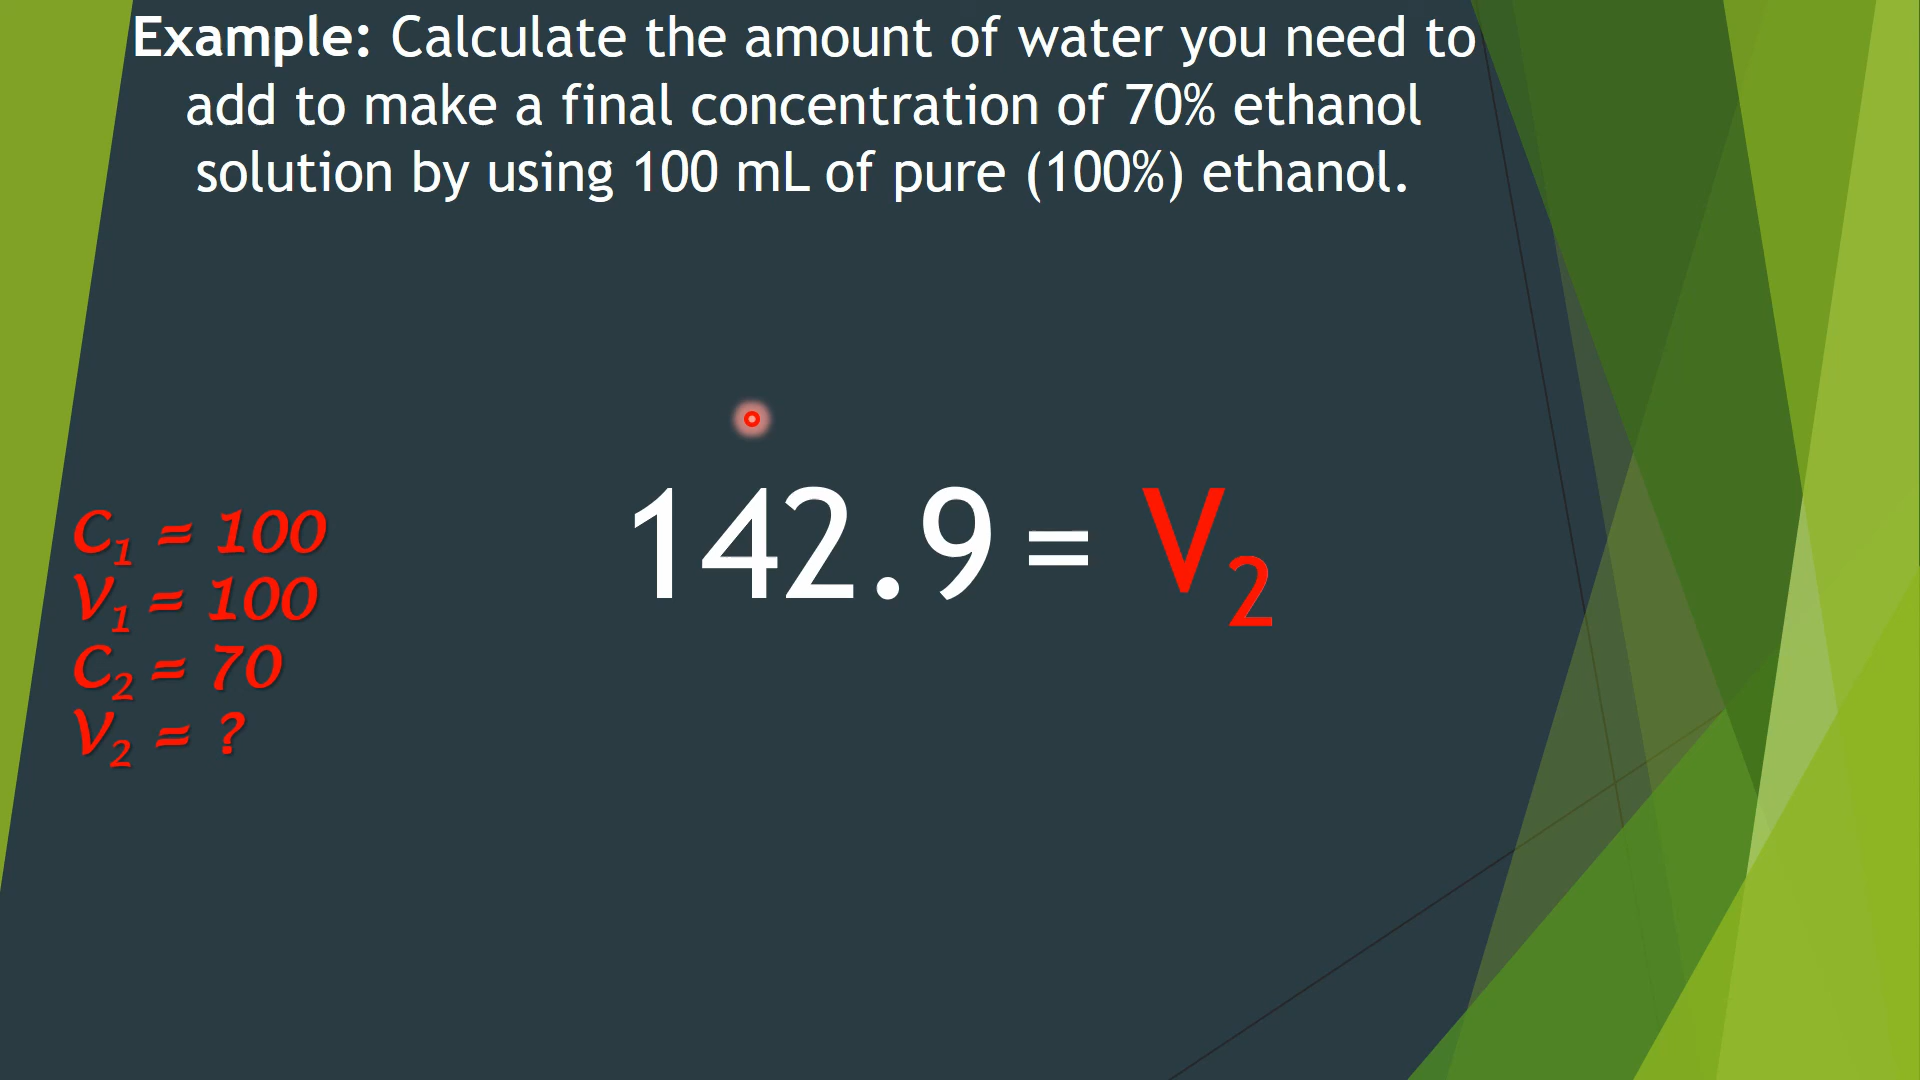 Example: Calculate the amount of water you need to
add to make a final concentration of 70% ethanol
solution by using 100 mL of pure (100%) ethanol.
142.9 = V₂
C₁ = 100
V₁ = 100
C₂ = 70
V₂ = ?